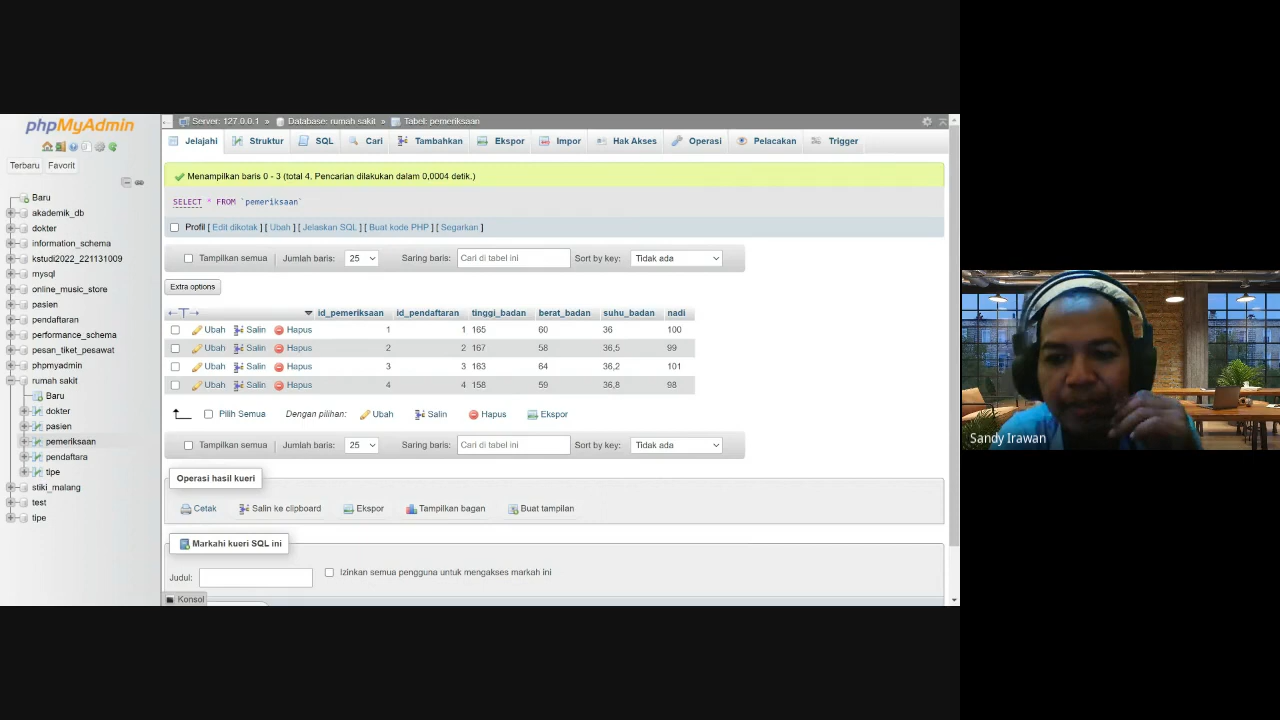 phpMyAdmin
Terbaru Favorit
Baru
akademik_db
dokter
information_schema
kstudi2022_221131009
mysql
online_music_store
pasien
pendaftaran
performance_schema
pesan_tiket_pesawat
phpmyadmin
rumah sakit
Baru
dokter
pasien
pemeriksaan
pendaftara
tipe
stiki_malang
test
tipe
Server: 127.0.0.1 » Database: rumah sakit » Tabel: pemeriksaan
Jelajahi Struktur SQL Cari Tambahkan Ekspor Impor Hak Akses Operasi Pelacakan Trigger
Menampilkan baris 0 - 3 (total 4, Pencarian dilakukan dalam 0,0004 detik.)
SELECT * FROM `pemeriksaan`
Profil [ Edit dikotak ] [ Ubah ] [ Jelaskan SQL ] [ Buat kode PHP ] [ Segarkan ]
Tampilkan semua | Jumlah baris: 25 Saring baris: Cari di tabel ini Sort by key: Tidak ada
Extra options
←T→ id_pemeriksaan id_pendaftaran tinggi_badan berat_badan suhu_badan nadi
Ubah Salin Hapus 1 1 165 60 36 100
Ubah Salin Hapus 2 2 167 58 36,5 99
Ubah Salin Hapus 3 3 163 64 36,2 101
Ubah Salin Hapus 4 4 158 59 36,8 98
Pilih Semua Dengan pilihan: Ubah Salin Hapus Ekspor
Tampilkan semua | Jumlah baris: 25 Saring baris: Cari di tabel ini Sort by key: Tidak ada
Operasi hasil kueri
Cetak Salin ke clipboard Ekspor Tampilkan bagan Buat tampilan
Markahi kueri SQL ini
Judul: Izinkan semua pengguna untuk mengakses markah ini
Konsol
Sandy Irawan